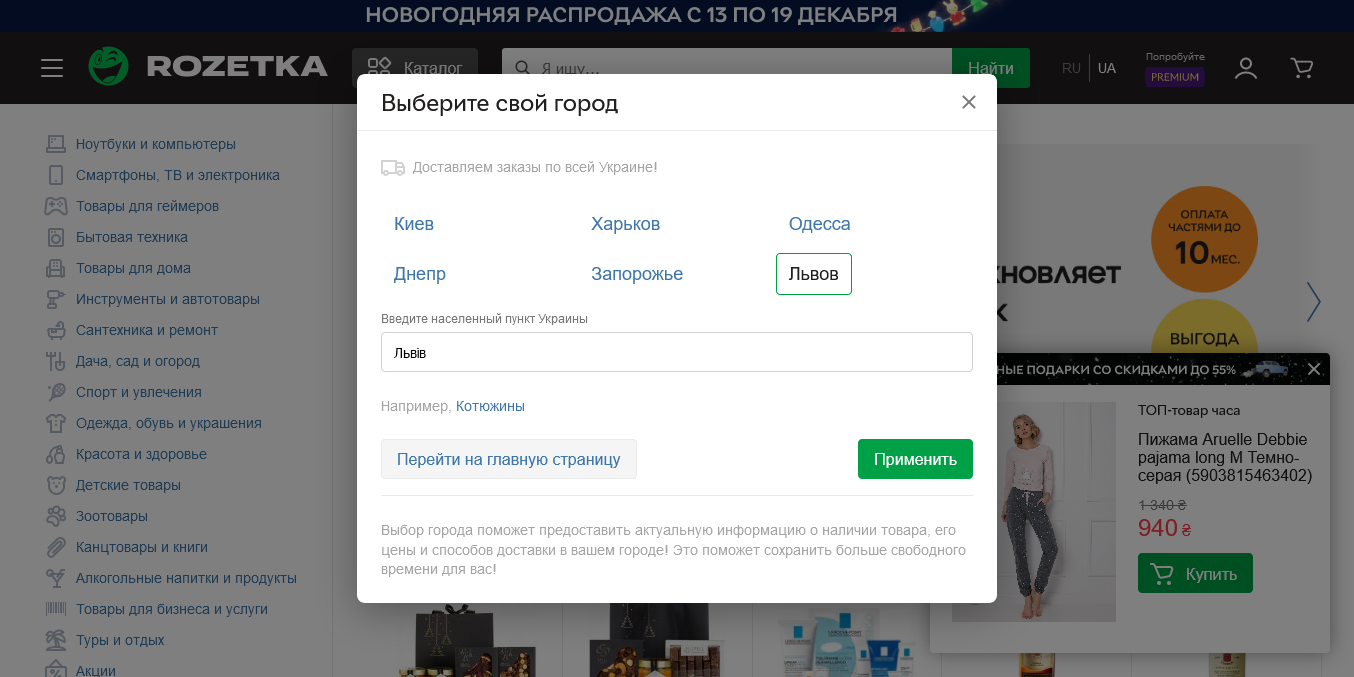 НОВОГОДНЯЯ РАСПРОДАЖА С 13 ПО 19 ДЕКАБРЯ
ROZETKA
Каталог
Я ищу...
Найти
RU
UA
Попробуйте
PREMIUM
Ноутбуки и компьютеры
Смартфоны, ТВ и электроника
Товары для геймеров
Бытовая техника
Товары для дома
Инструменты и автотовары
Сантехника и ремонт
Дача, сад и огород
Спорт и увлечения
Одежда, обувь и украшения
Красота и здоровье
Детские товары
Зоотовары
Канцтовары и книги
Алкогольные напитки и продукты
Товары для бизнеса и услуги
Туры и отдых
Акции
Выберите свой город
Доставляем заказы по всей Украине!
Киев
Харьков
Одесса
Днепр
Запорожье
Львов
Введите населенный пункт Украины
Львів
Например, Котюжины
Перейти на главную страницу
Применить
Выбор города поможет предоставить актуальную информацию о наличии товара, его
цены и способов доставки в вашем городе! Это поможет сохранить больше свободного
времени для вас!
ОПЛАТА
ЧАСТЯМИ ДО
10 МЕС.
ВЫГОДА
ПОДАРКИ СО СКИДКАМИ ДО 55%
ТОП-товар часа
Пижама Aruelle Debbie
pajama long M Темно-
серая (5903815463402)
1 340 ₴
940 ₴
Купить